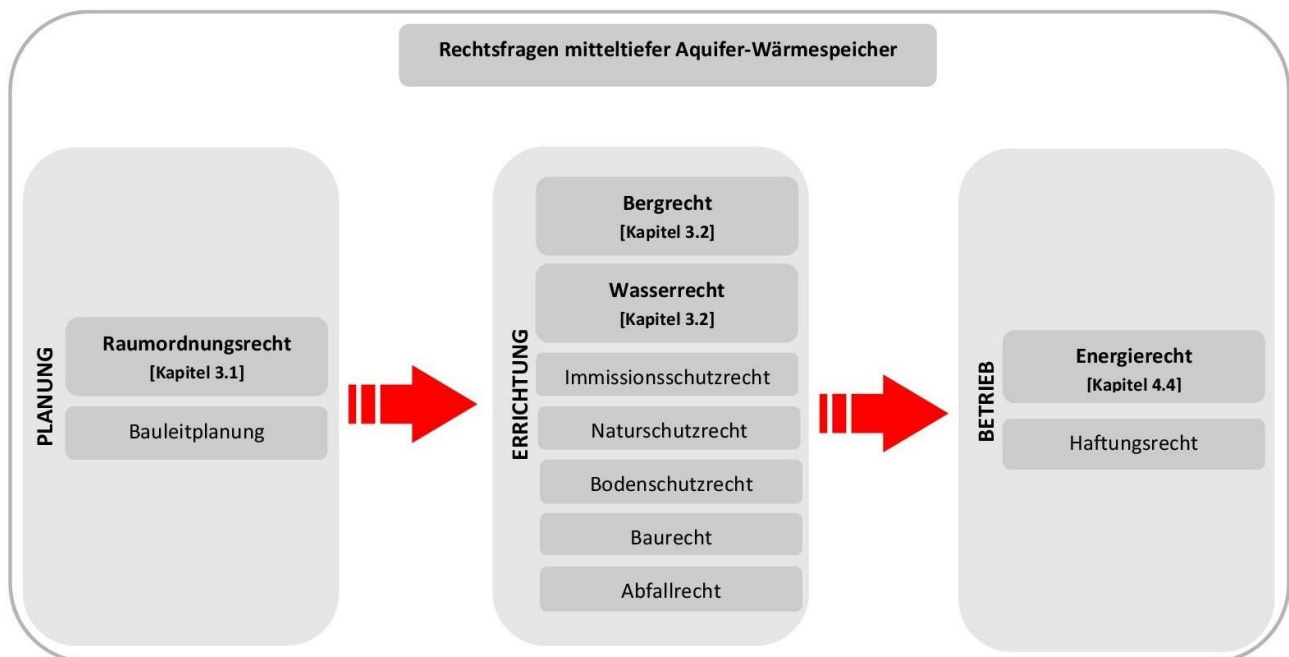 Rechtsfragen mitteltiefer Aquifer-Wärmespeicher
PLANUNG
Raumordnungsrecht
[Kapitel 3.1]
Bauleitplanung
ERRICHTUNG
Bergrecht
[Kapitel 3.2]
Wasserrecht
[Kapitel 3.2]
Immissionsschutzrecht
Naturschutzrecht
Bodenschutzrecht
Baurecht
Abfallrecht
BETRIEB
Energierecht
[Kapitel 4.4]
Haftungsrecht